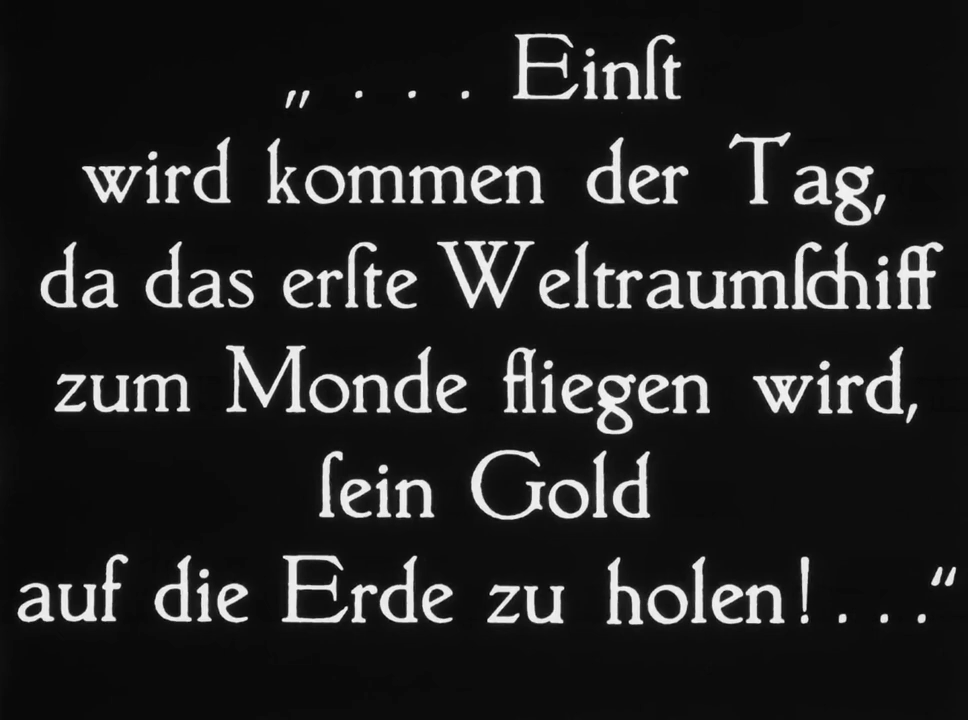 „ . . . Einſt
wird kommen der Tag,
da das erſte Weltraumſchiff
zum Monde fliegen wird,
ſein Gold
auf die Erde zu holen! . . .“